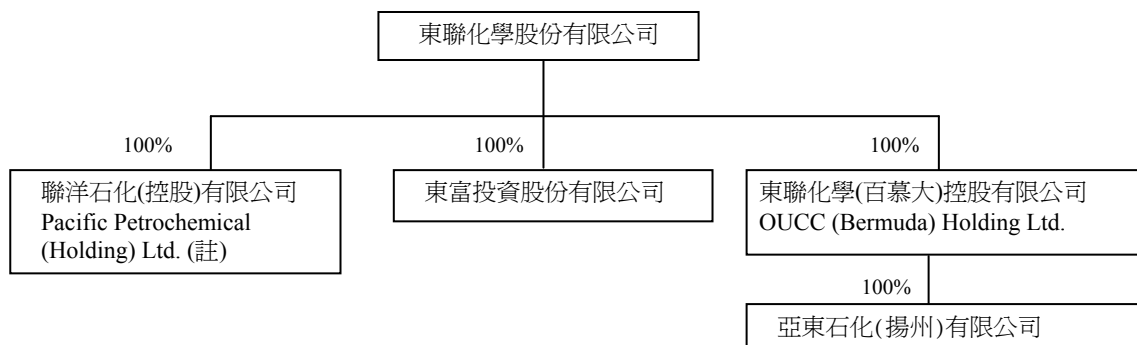 東聯化學股份有限公司
100%
100%
100%
聯洋石化(控股)有限公司
Pacific Petrochemical
(Holding) Ltd. (註)
東富投資股份有限公司
東聯化學(百慕大)控股有限公司
OUCC (Bermuda) Holding Ltd.
100%
亞東石化(揚州)有限公司